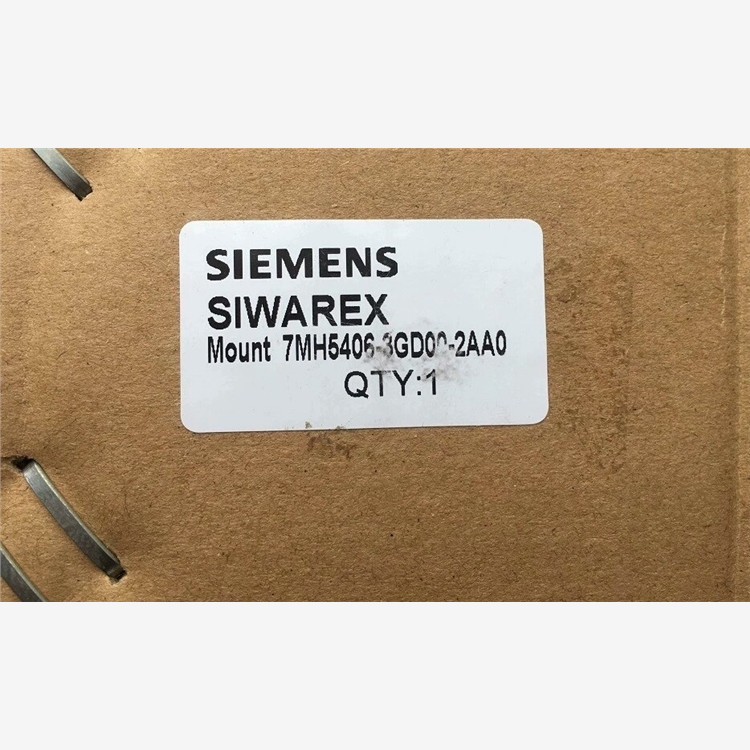 SIEMENS
SIWAREX
Mount 7MH5406-3GD00-2AA0
QTY:1